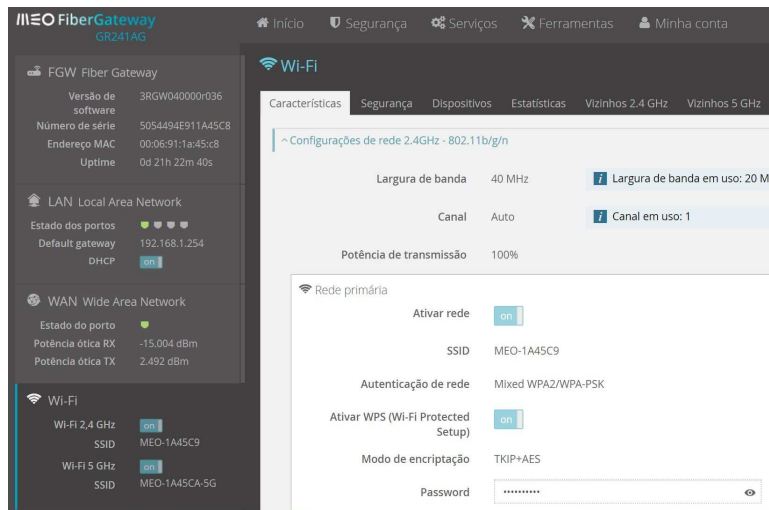 MEO FiberGateway
GR241AG
Início
Segurança
Serviços
Ferramentas
Minha conta
FGW Fiber Gateway
Versão de software 3RGW040000r036
Número de série 5054494E911A45C8
Endereço MAC 00:06:91:1a:45:c8
Uptime 0d 21h 22m 40s
LAN Local Area Network
Estado dos portos
Default gateway 192.168.1.254
DHCP on
WAN Wide Area Network
Estado do porto
Potência ótica RX -15.004 dBm
Potência ótica TX 2.492 dBm
Wi-Fi
Wi-Fi 2,4 GHz on
SSID MEO-1A45C9
Wi-Fi 5 GHz on
SSID MEO-1A45CA-5G
Wi-Fi
Características Segurança Dispositivos Estatísticas Vizinhos 2.4 GHz Vizinhos 5 GHz
Configurações de rede 2.4GHz - 802.11b/g/n
Largura de banda 40 MHz Largura de banda em uso: 20 M
Canal Auto Canal em uso: 1
Potência de transmissão 100%
Rede primária
Ativar rede on
SSID MEO-1A45C9
Autenticação de rede Mixed WPA2/WPA-PSK
Ativar WPS (Wi-Fi Protected Setup) on
Modo de encriptação TKIP+AES
Password ••••••••••